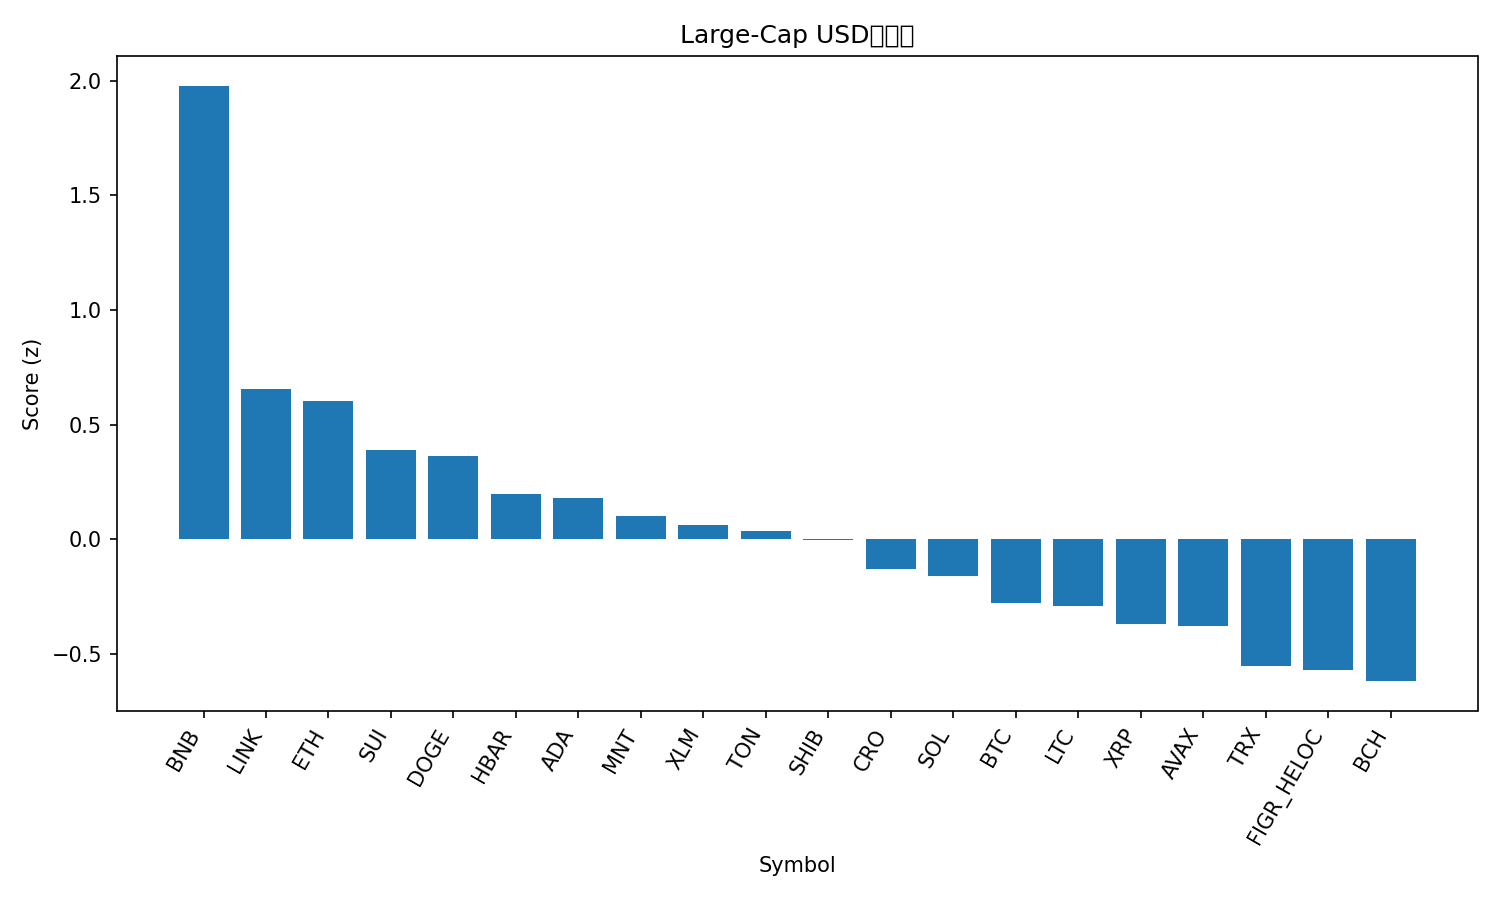 Large-Cap USD
2.0
1.5
1.0
0.5
0.0
−0.5
Score (z)
BNB
LINK
ETH
SUI
DOGE
HBAR
ADA
MNT
XLM
TON
SHIB
CRO
SOL
BTC
LTC
XRP
AVAX
TRX
FIGR_HELOC
BCH
Symbol